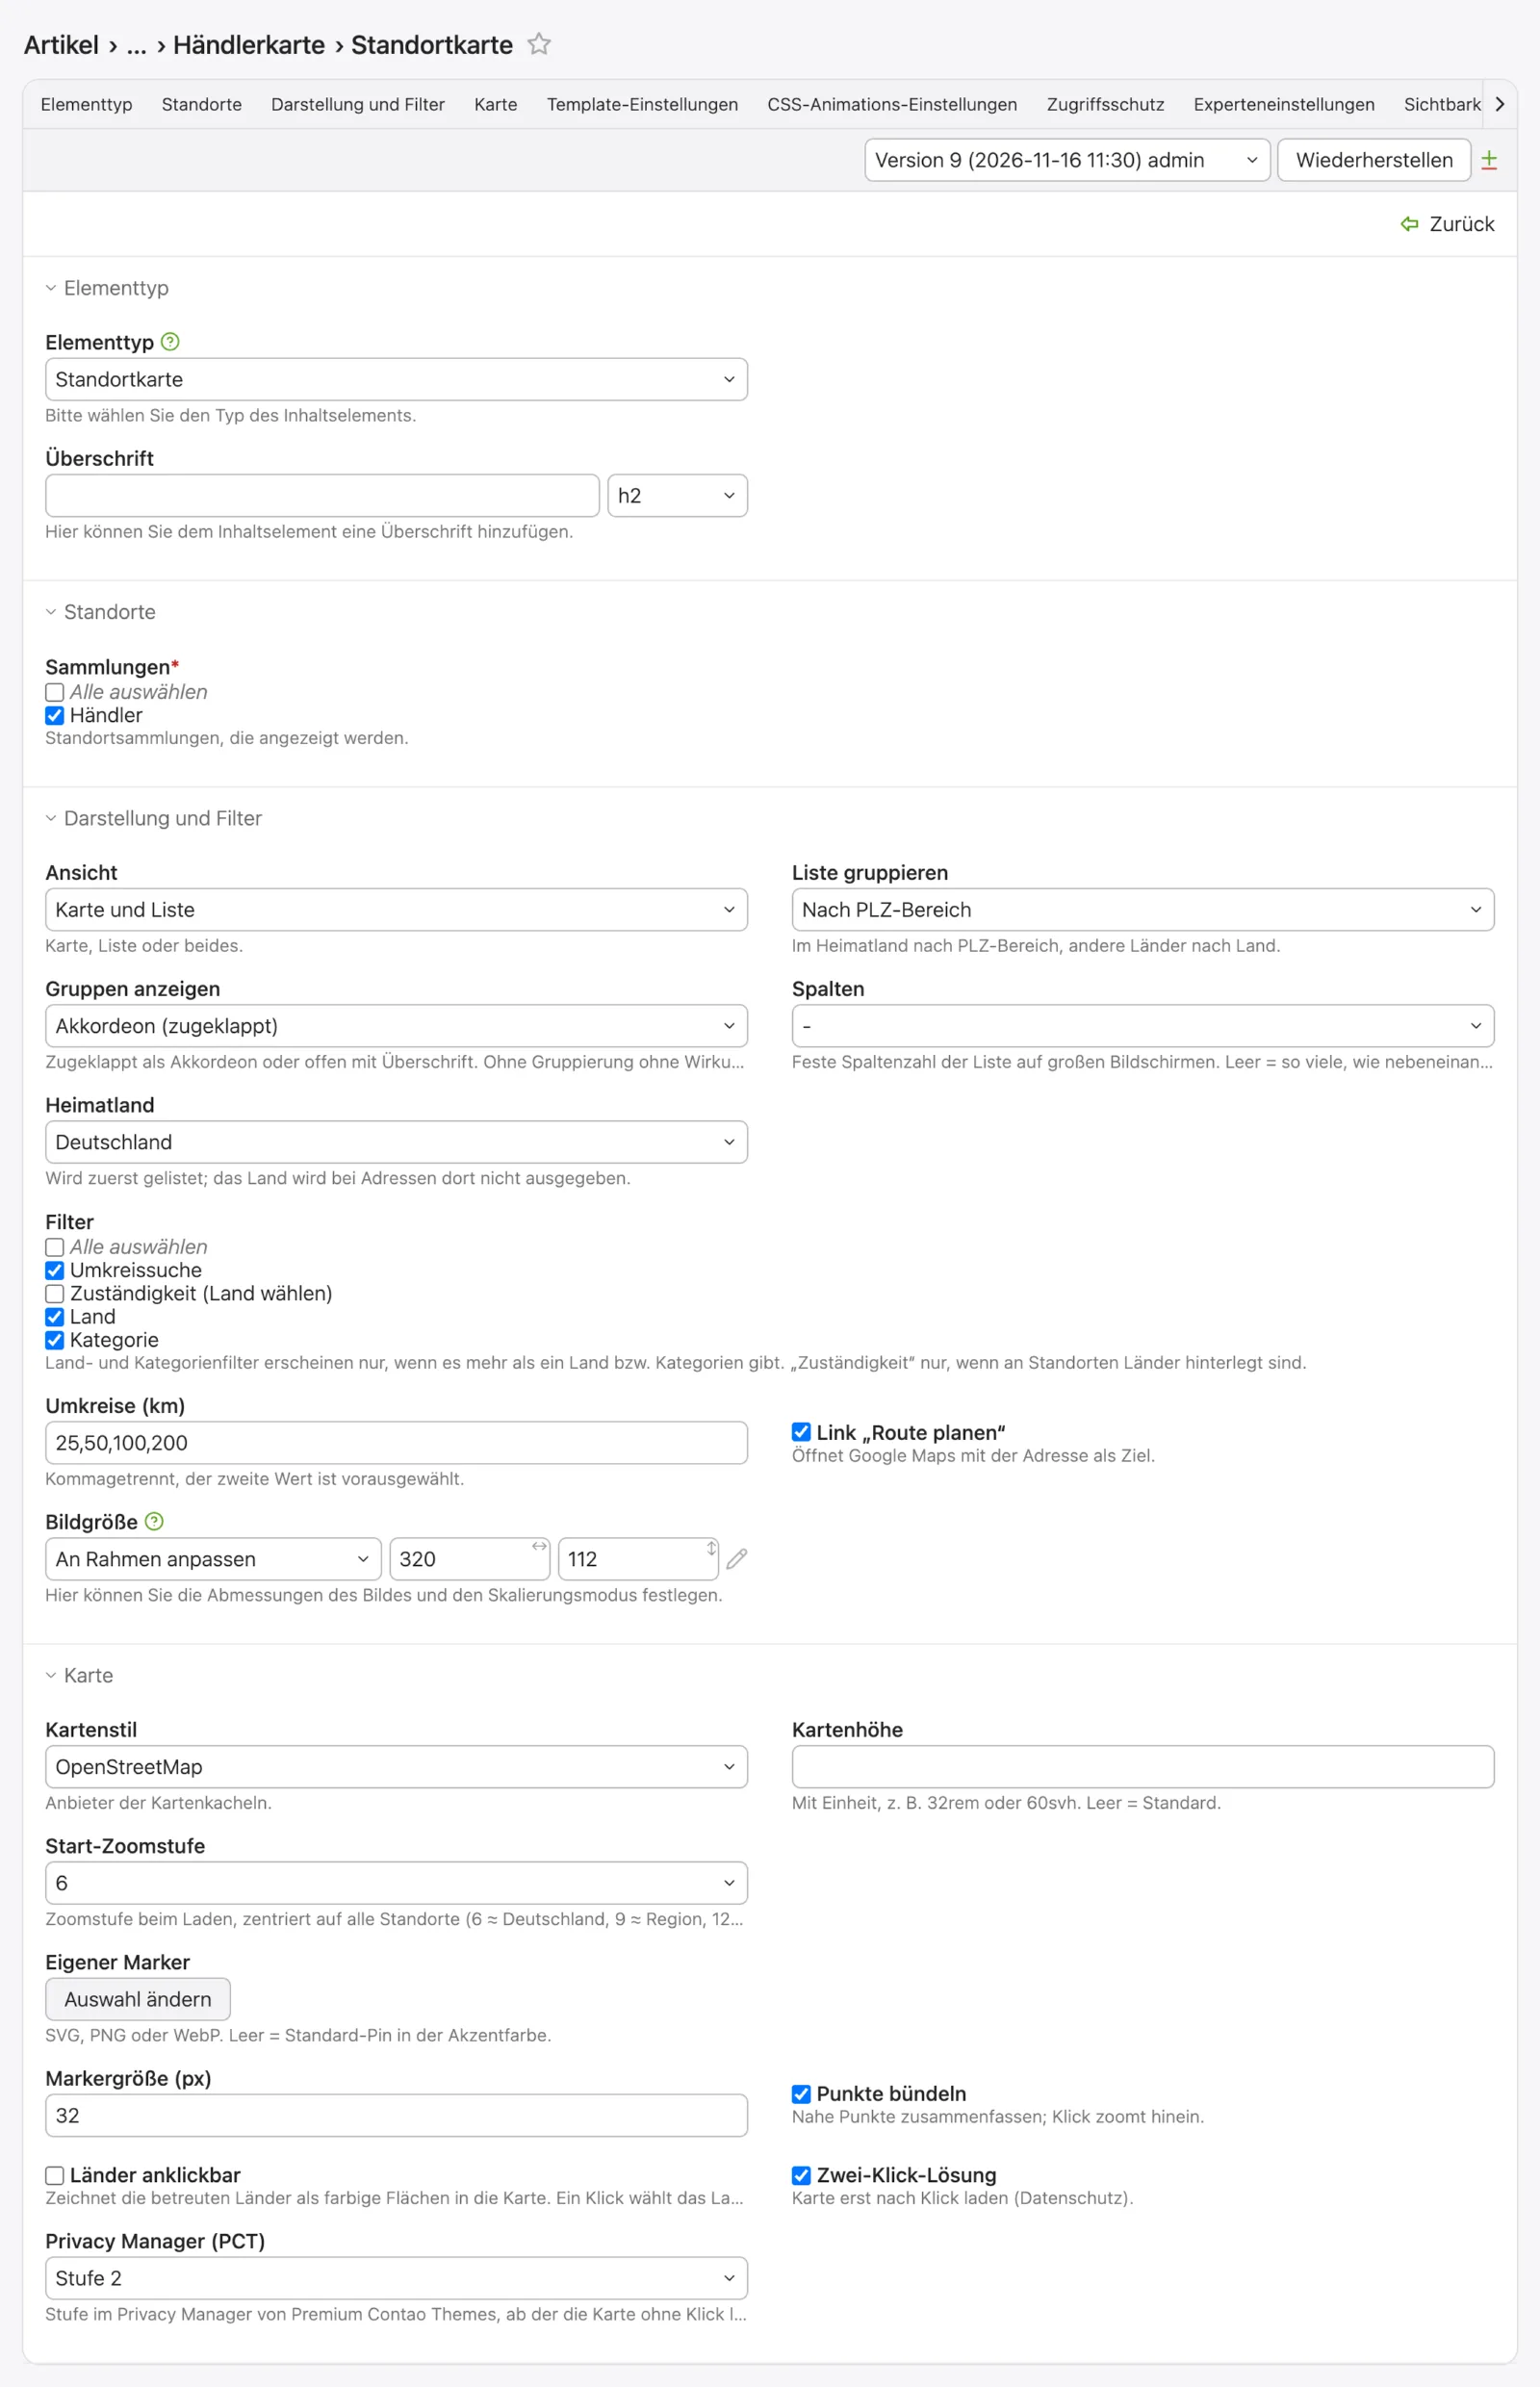 Artikel › ... › Händlerkarte › Standortkarte
Elementtyp Standorte Darstellung und Filter Karte Template-Einstellungen CSS-Animations-Einstellungen Zugriffsschutz Experteneinstellungen Sichtbark
Version 9 (2026-11-16 11:30) admin Wiederherstellen
Zurück
Elementtyp
Elementtyp
Standortkarte
Bitte wählen Sie den Typ des Inhaltselements.
Überschrift
h2
Hier können Sie dem Inhaltselement eine Überschrift hinzufügen.
Standorte
Sammlungen*
Alle auswählen
Händler
Standortsammlungen, die angezeigt werden.
Darstellung und Filter
Ansicht Liste gruppieren
Karte und Liste Nach PLZ-Bereich
Karte, Liste oder beides. Im Heimatland nach PLZ-Bereich, andere Länder nach Land.
Gruppen anzeigen Spalten
Akkordeon (zugeklappt) -
Zugeklappt als Akkordeon oder offen mit Überschrift. Ohne Gruppierung ohne Wirku... Feste Spaltenzahl der Liste auf großen Bildschirmen. Leer = so viele, wie nebeneinan...
Heimatland
Deutschland
Wird zuerst gelistet; das Land wird bei Adressen dort nicht ausgegeben.
Filter
Alle auswählen
Umkreissuche
Zuständigkeit (Land wählen)
Land
Kategorie
Land- und Kategorienfilter erscheinen nur, wenn es mehr als ein Land bzw. Kategorien gibt. „Zuständigkeit“ nur, wenn an Standorten Länder hinterlegt sind.
Umkreise (km)
25,50,100,200 Link „Route planen“
Kommagetrennt, der zweite Wert ist vorausgewählt. Öffnet Google Maps mit der Adresse als Ziel.
Bildgröße
An Rahmen anpassen 320 112
Hier können Sie die Abmessungen des Bildes und den Skalierungsmodus festlegen.
Karte
Kartenstil Kartenhöhe
OpenStreetMap
Anbieter der Kartenkacheln. Mit Einheit, z. B. 32rem oder 60svh. Leer = Standard.
Start-Zoomstufe
6
Zoomstufe beim Laden, zentriert auf alle Standorte (6 ≈ Deutschland, 9 ≈ Region, 12...
Eigener Marker
Auswahl ändern
SVG, PNG oder WebP. Leer = Standard-Pin in der Akzentfarbe.
Markergröße (px) Punkte bündeln
32 Nahe Punkte zusammenfassen; Klick zoomt hinein.
Länder anklickbar Zwei-Klick-Lösung
Zeichnet die betreuten Länder als farbige Flächen in die Karte. Ein Klick wählt das La... Karte erst nach Klick laden (Datenschutz).
Privacy Manager (PCT)
Stufe 2
Stufe im Privacy Manager von Premium Contao Themes, ab der die Karte ohne Klick l...